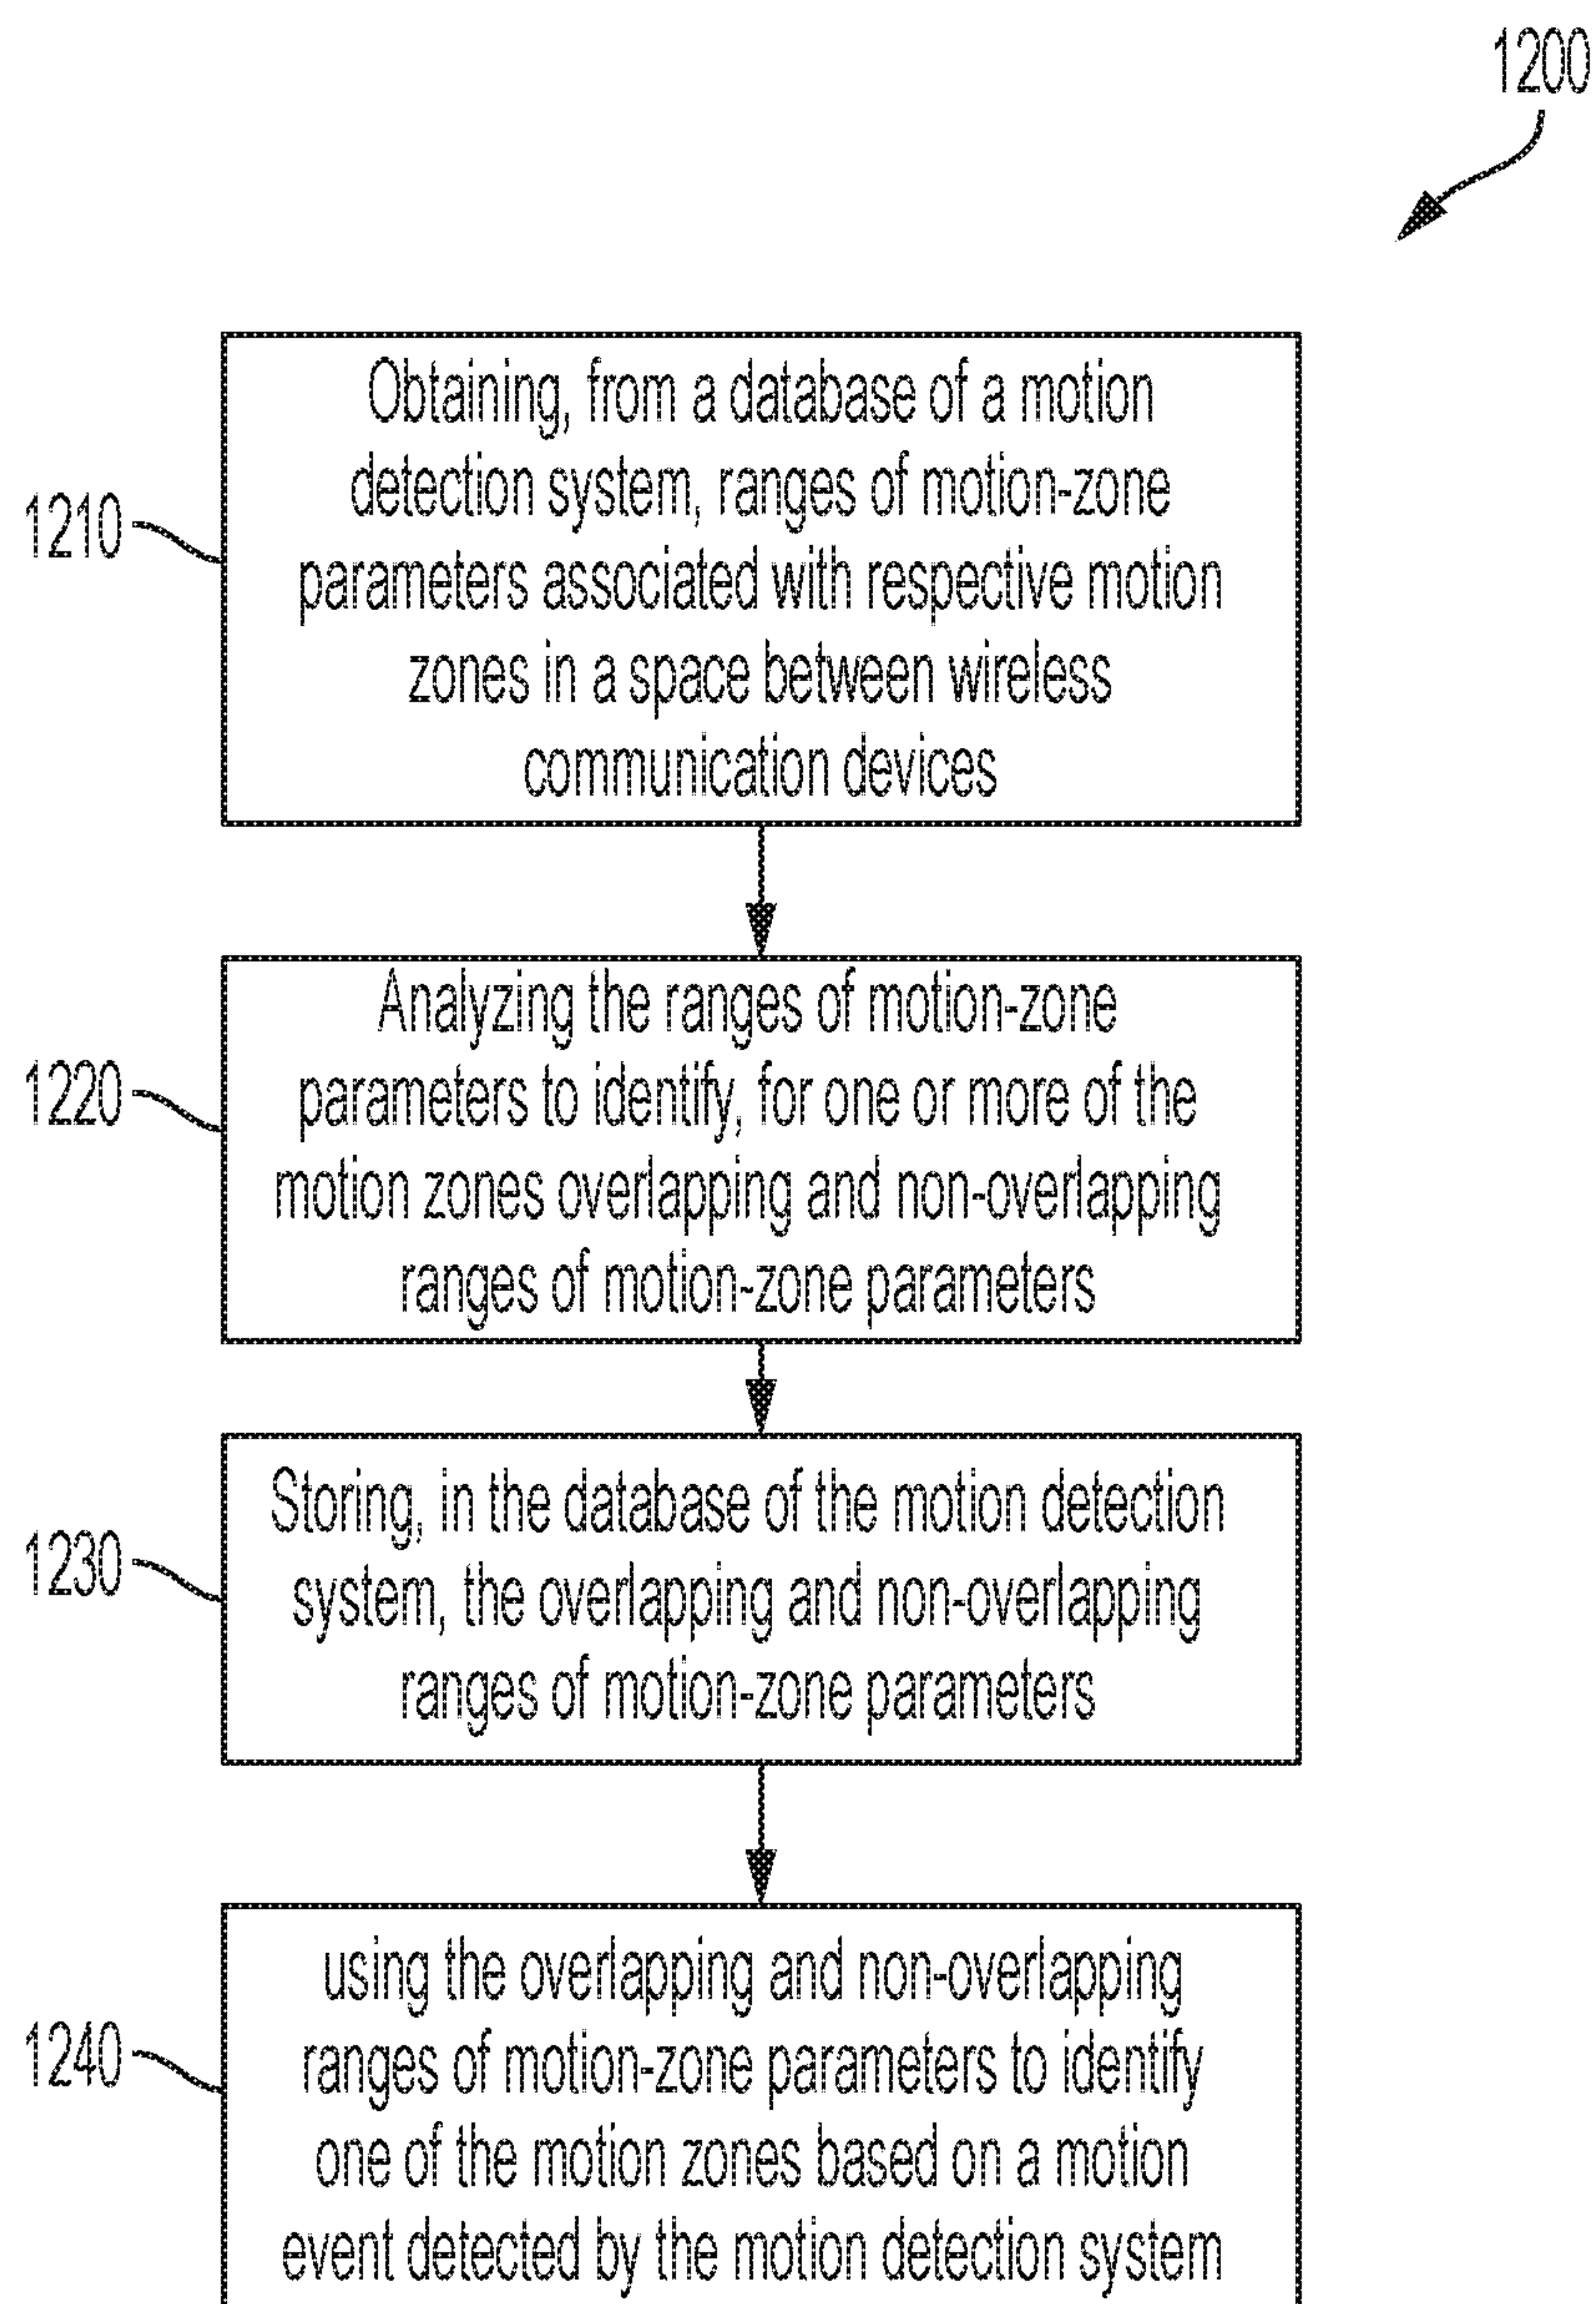 1200
1210
Obtaining, from a database of a motion
detection system, ranges of motion-zone
parameters associated with respective motion
zones in a space between wireless
communication devices
1220
Analyzing the ranges of motion-zone
parameters to identify, for one or more of the
motion zones overlapping and non-overlapping
ranges of motion-zone parameters
1230
Storing, in the database of the motion detection
system, the overlapping and non-overlapping
ranges of motion-zone parameters
1240
using the overlapping and non-overlapping
ranges of motion-zone parameters to identify
one of the motion zones based on a motion
event detected by the motion detection system